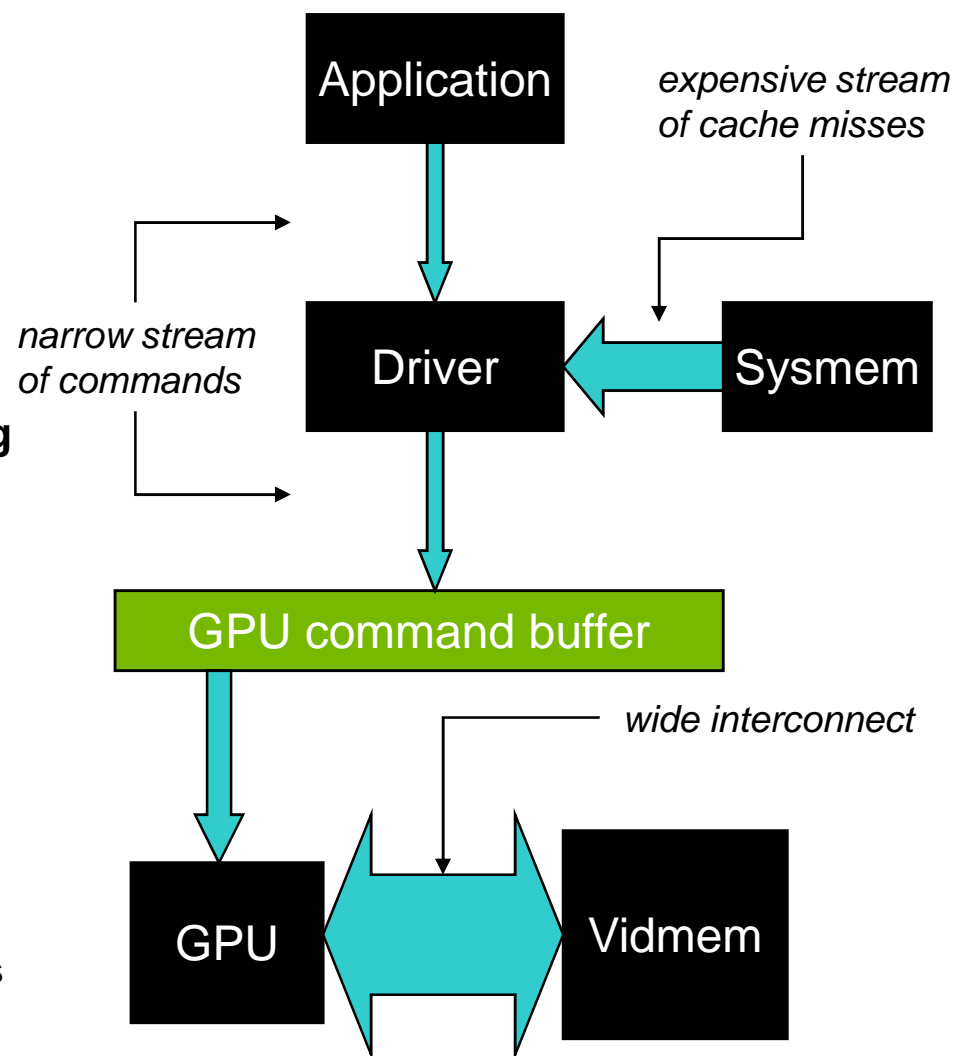 Application
expensive stream
of cache misses
narrow stream
of commands
Driver
Sysmem
g
GPU command buffer
wide interconnect
GPU
Vidmem
s